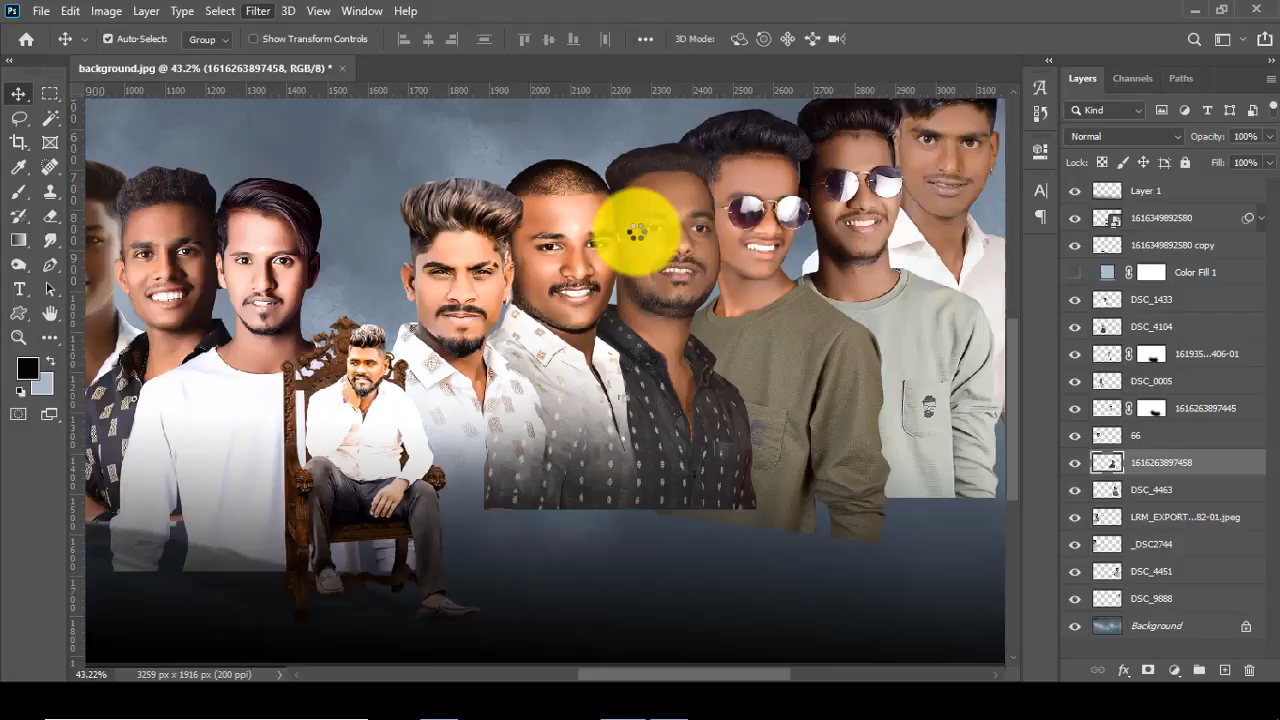 Ps File Edit Image Layer Type Select Filter 3D View Window Help
Auto-Select: Group Show Transform Controls 3D Mode:
background.jpg @ 43.2% (1616263897458, RGB/8) *
900 1000 1100 1200 1300 1400 1500 1600 1700 1800 1900 2000 2100 2200 2300 2400 2500 2600 2700 2800 2900 3000 3100
Layers Channels Paths
Kind
Normal Opacity: 100%
Lock: Fill: 100%
Layer 1
1616349892580
1616349892580 copy
Color Fill 1
DSC_1433
DSC_4104
161935...406-01
DSC_0005
1616263897445
66
1616263897458
DSC_4463
LRM_EXPORT...82-01.jpeg
_DSC2744
DSC_4451
DSC_9888
Background
43.22% 3259 px x 1916 px (200 ppi)